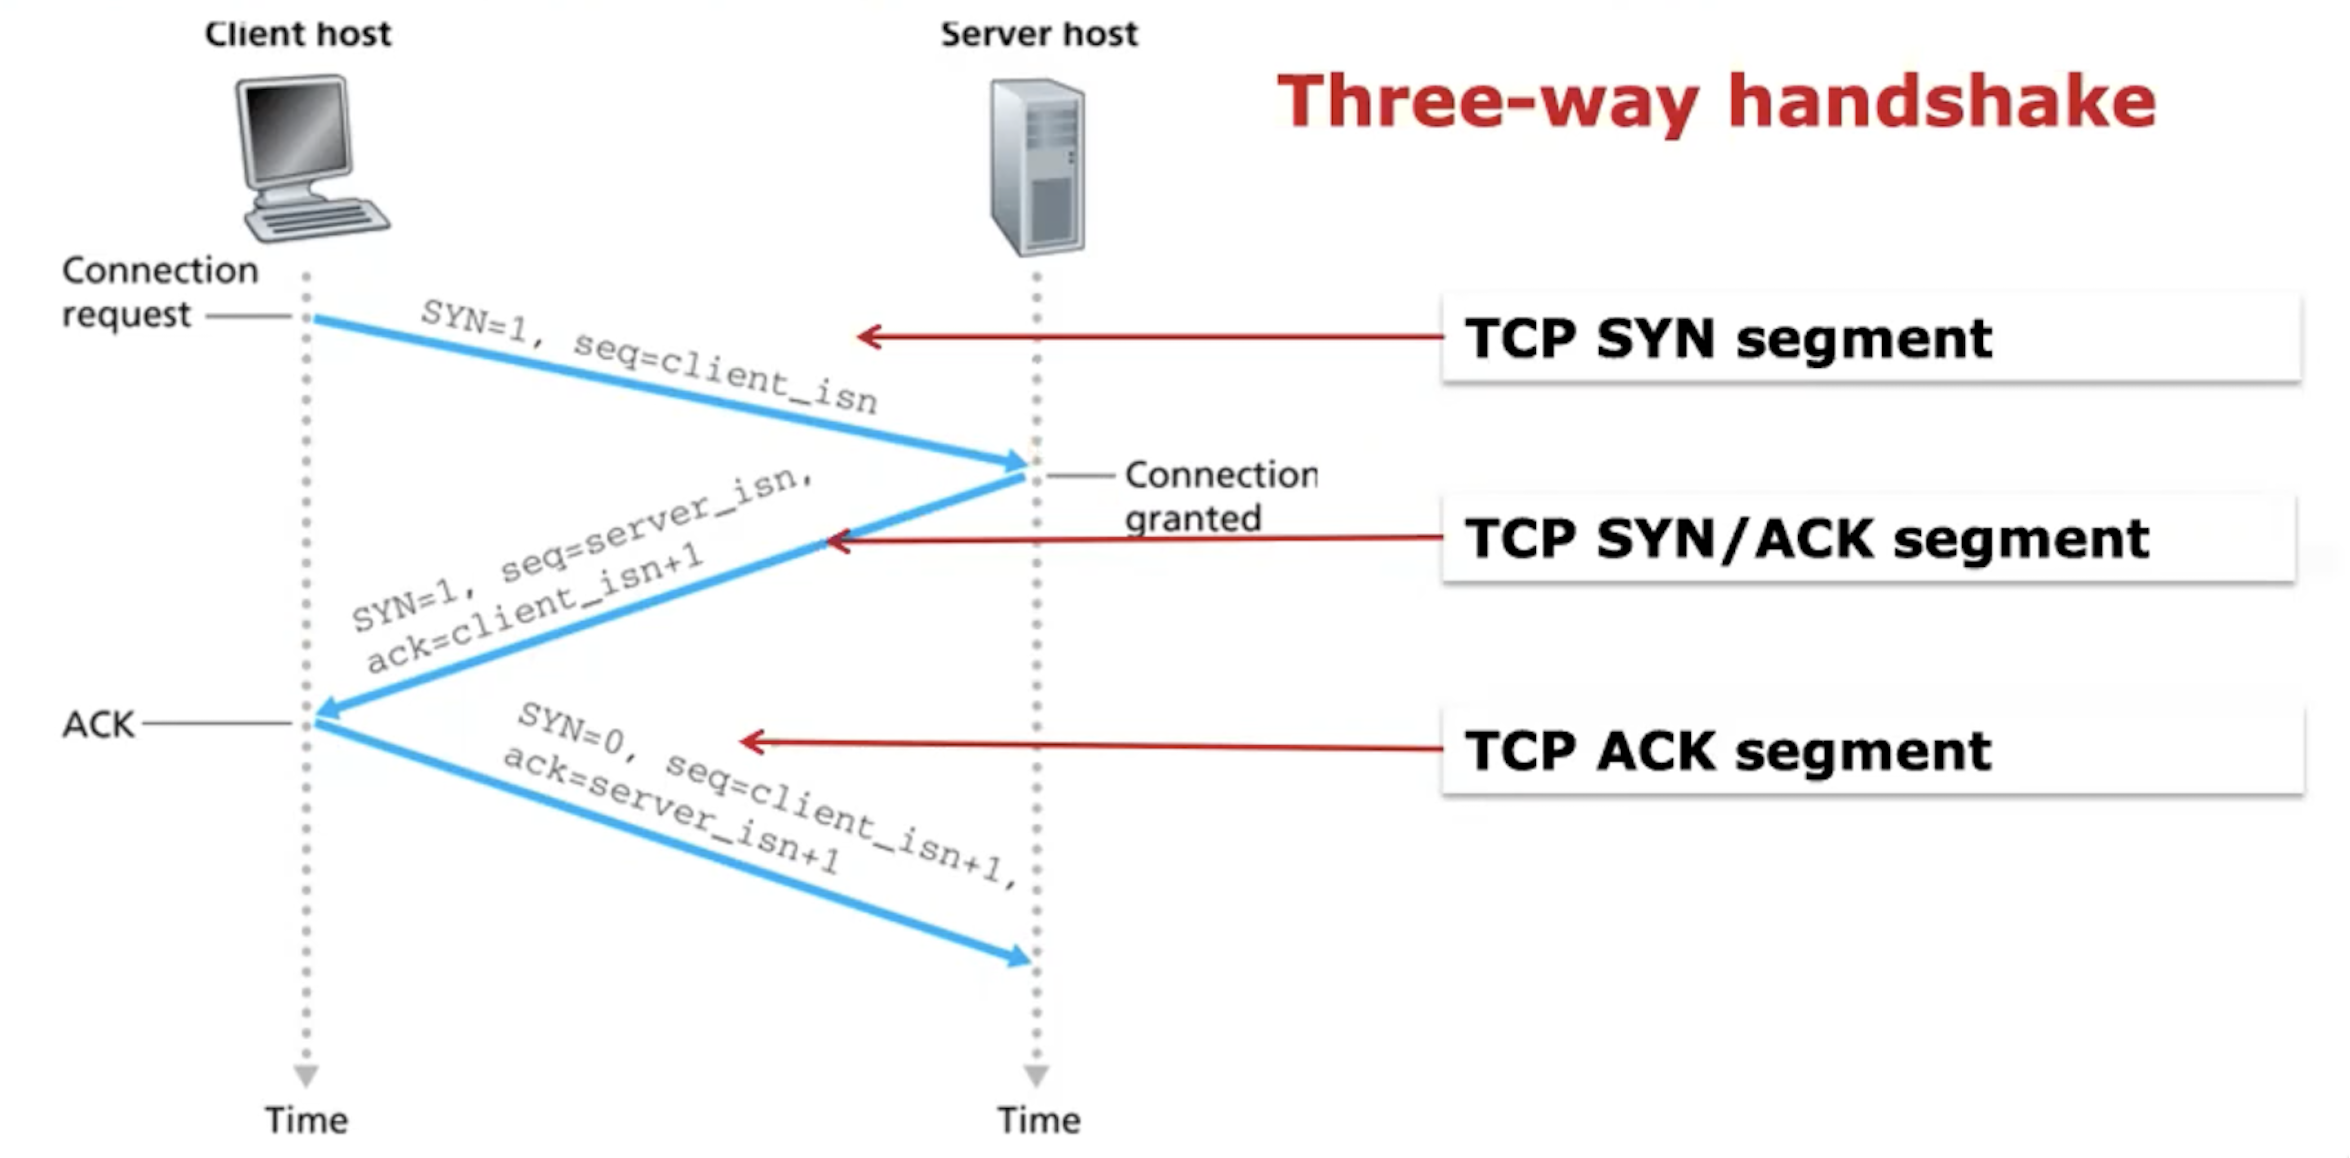 Client host
Server host
Three-way handshake
Connection
request
SYN=1, seq=client_isn
TCP SYN segment
Connection
granted
SYN=1, seq=server_isn,
ack=client_isn+1
TCP SYN/ACK segment
ACK
SYN=0, seq=client_isn+1,
ack=server_isn+1
TCP ACK segment
Time
Time